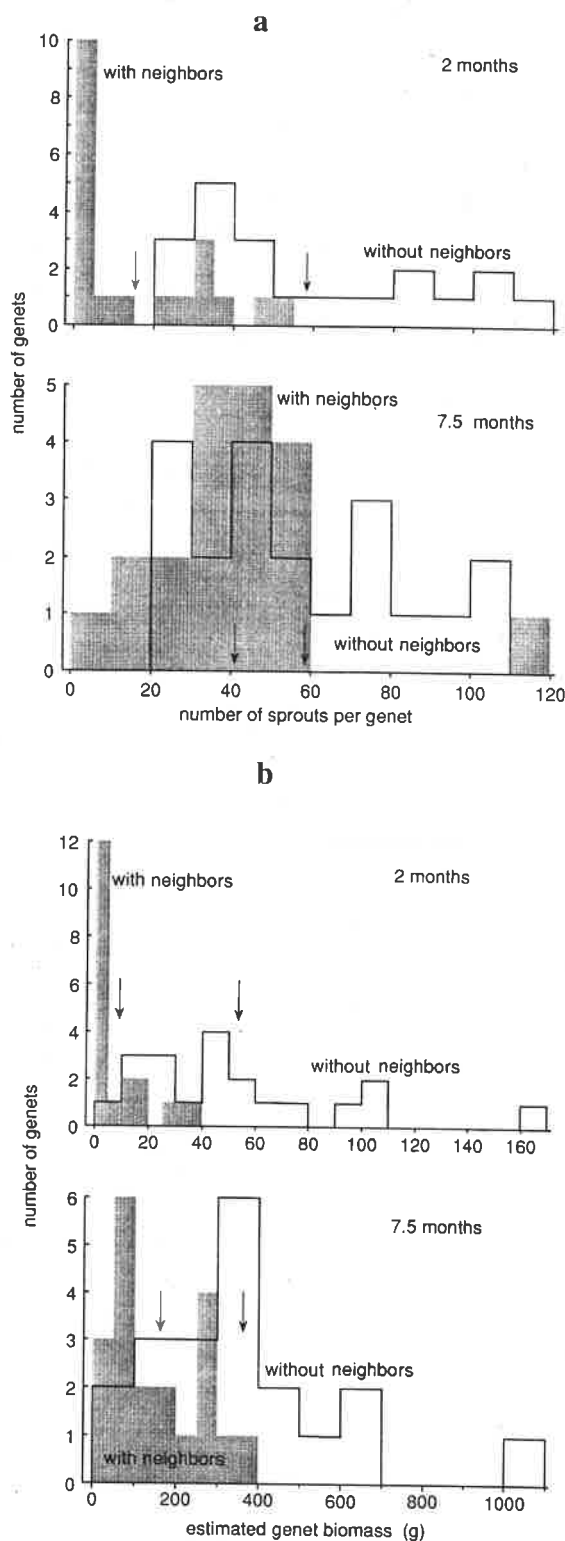 a
10
8
6
4
2
0
with neighbors
2 months
without neighbors
number of genets
5
4
3
2
1
0
with neighbors
7.5 months
without neighbors
0 20 40 60 80 100 120
number of sprouts per genet
b
12
10
8
6
4
2
0
with neighbors
2 months
without neighbors
0 20 40 60 80 100 120 140 160
number of genets
6
5
4
3
2
1
0
7.5 months
without neighbors
with neighbors
0 200 400 600 800 1000
estimated genet biomass (g)